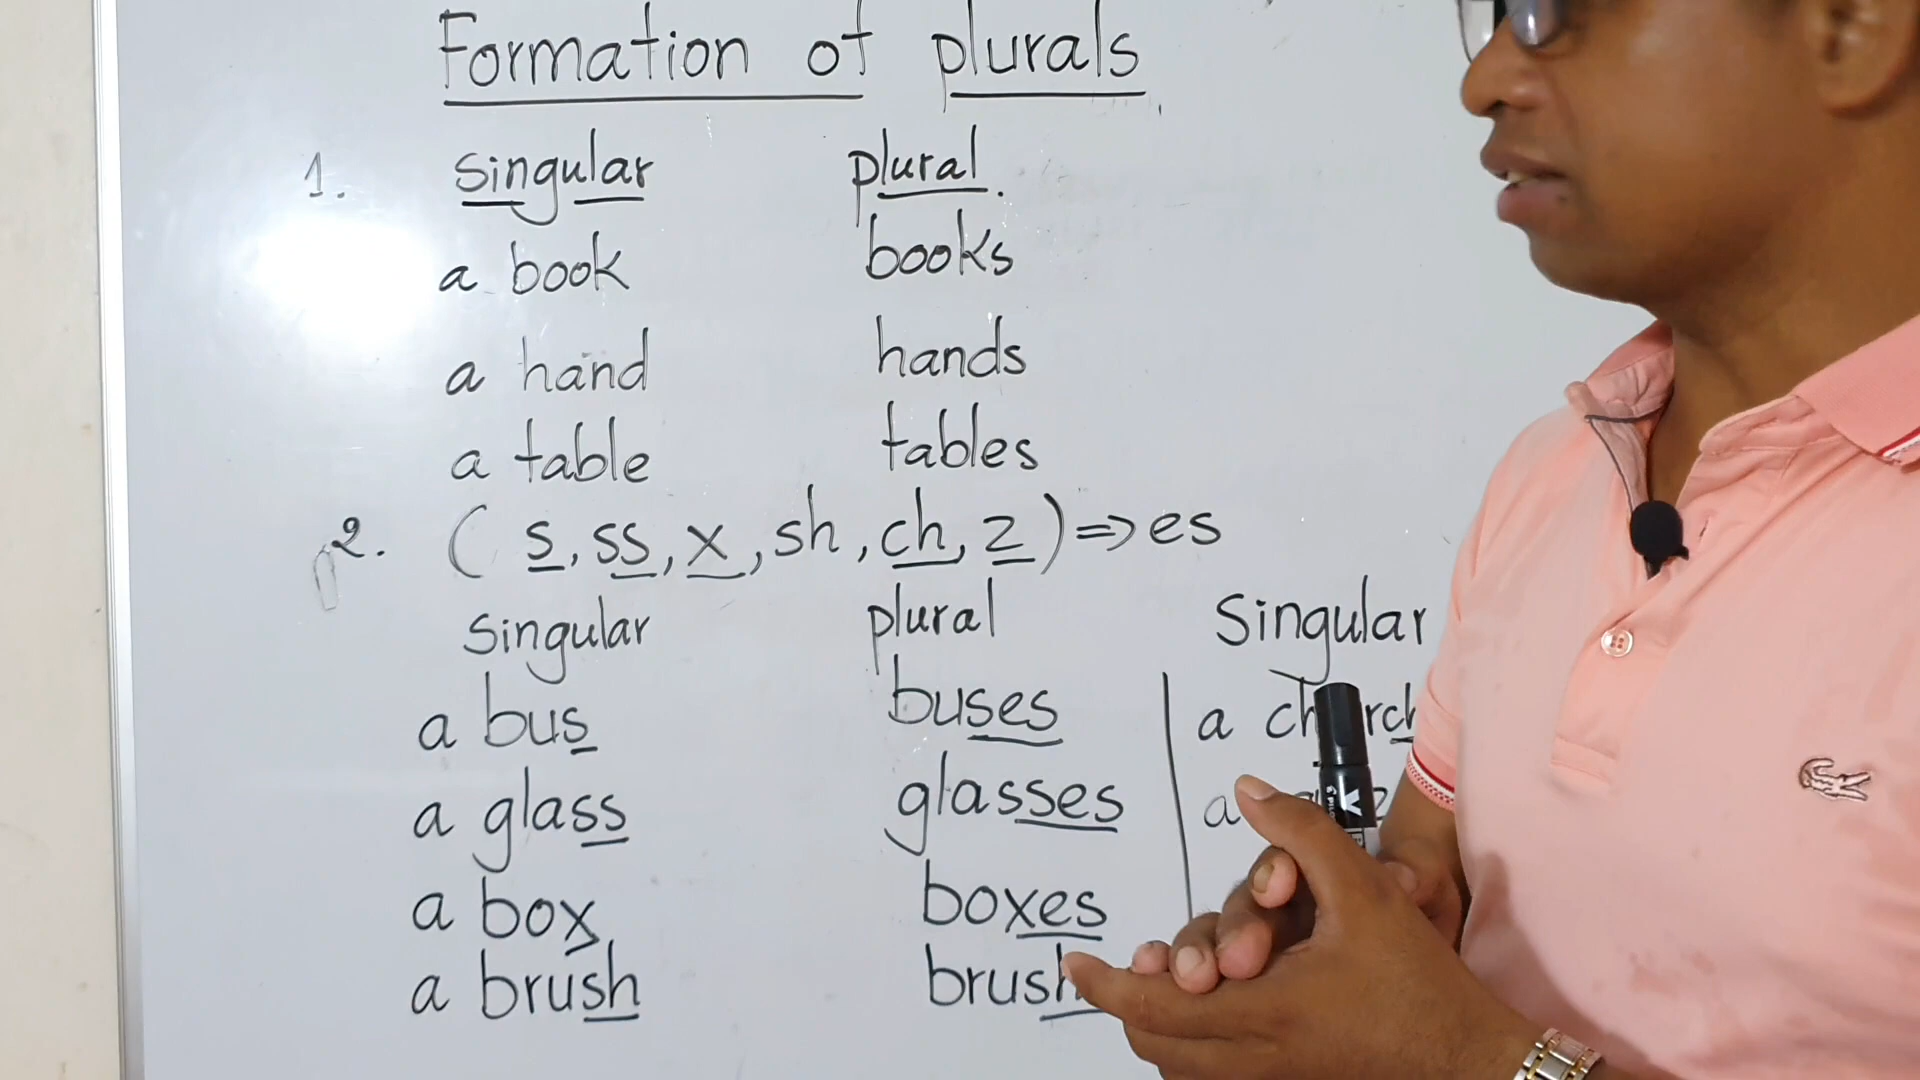 Formation of plurals
1. singular plural.
a book books
a hand hands
a table tables
2. ( s, ss, x, sh, ch, z ) => es
singular plural Singular
a bus buses
a glass glasses a
a box boxes
a brush
V